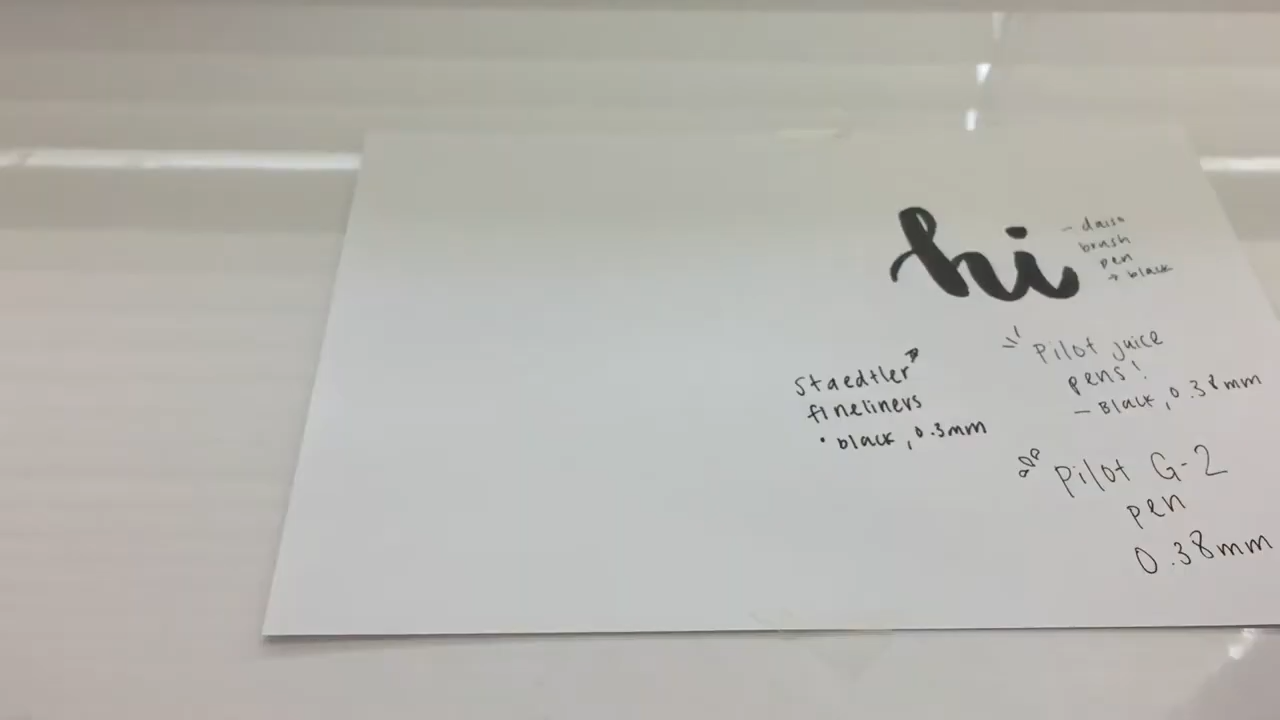 hi
- daiso
brush
pen
→ black
Pilot juice
pens!
- Black, 0.38mm
Staedtler
fineliners
• black, 0.3mm
Pilot G-2
pen
0.38mm